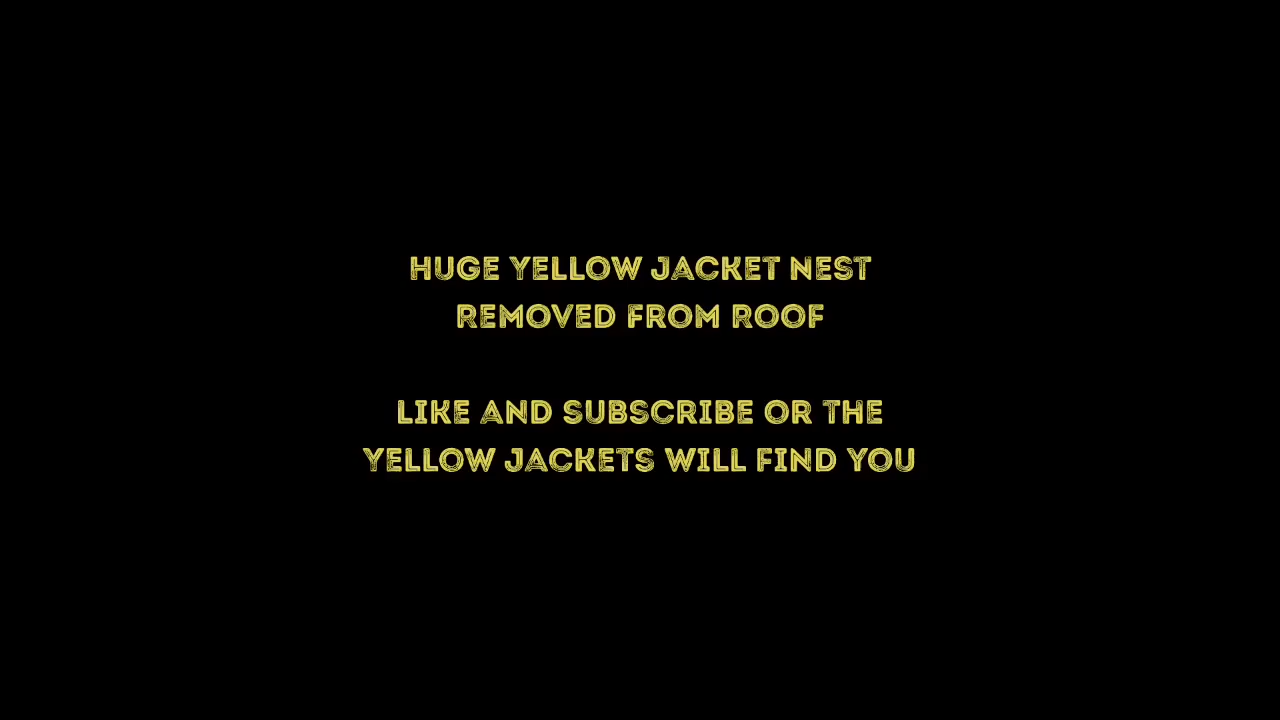 HUGE YELLOW JACKET NEST
REMOVED FROM ROOF
LIKE AND SUBSCRIBE OR THE
YELLOW JACKETS WILL FIND YOU